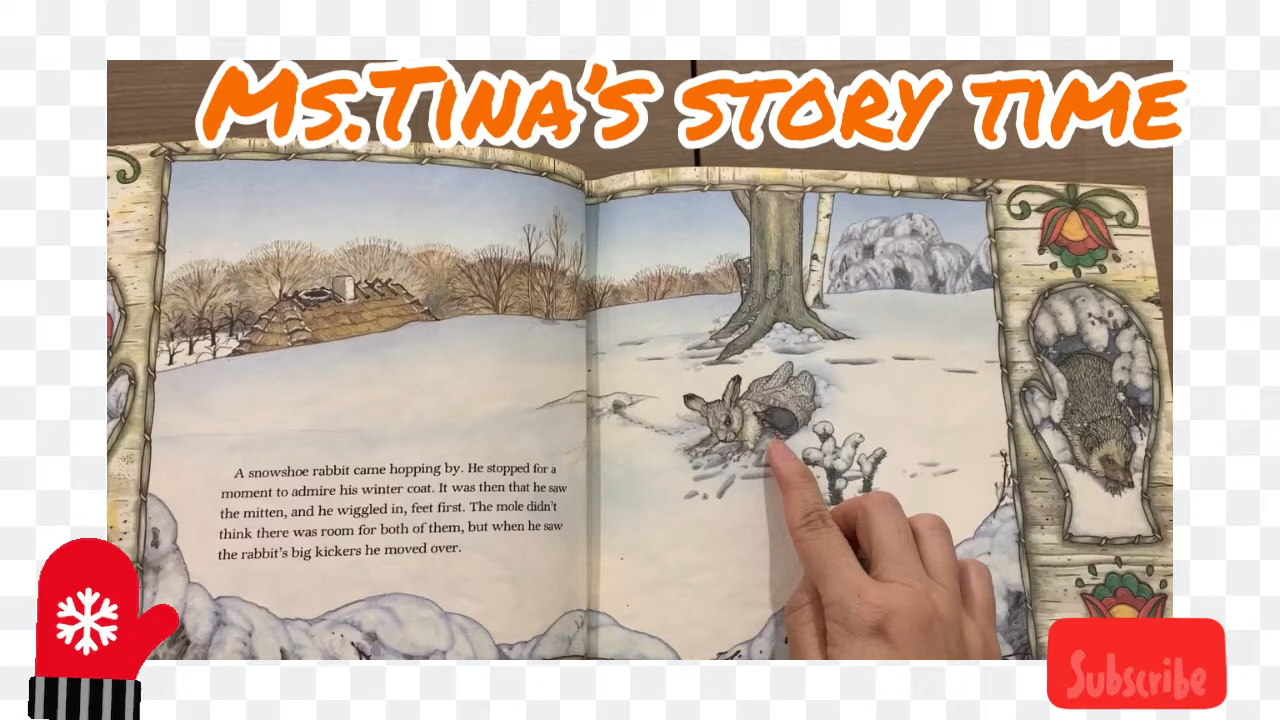 Ms.Tina's story time
A snowshoe rabbit came hopping by. He stopped for a
moment to admire his winter coat. It was then that he saw
the mitten, and he wiggled in, feet first. The mole didn't
think there was room for both of them, but when he saw
the rabbit's big kickers he moved over.
Subscribe